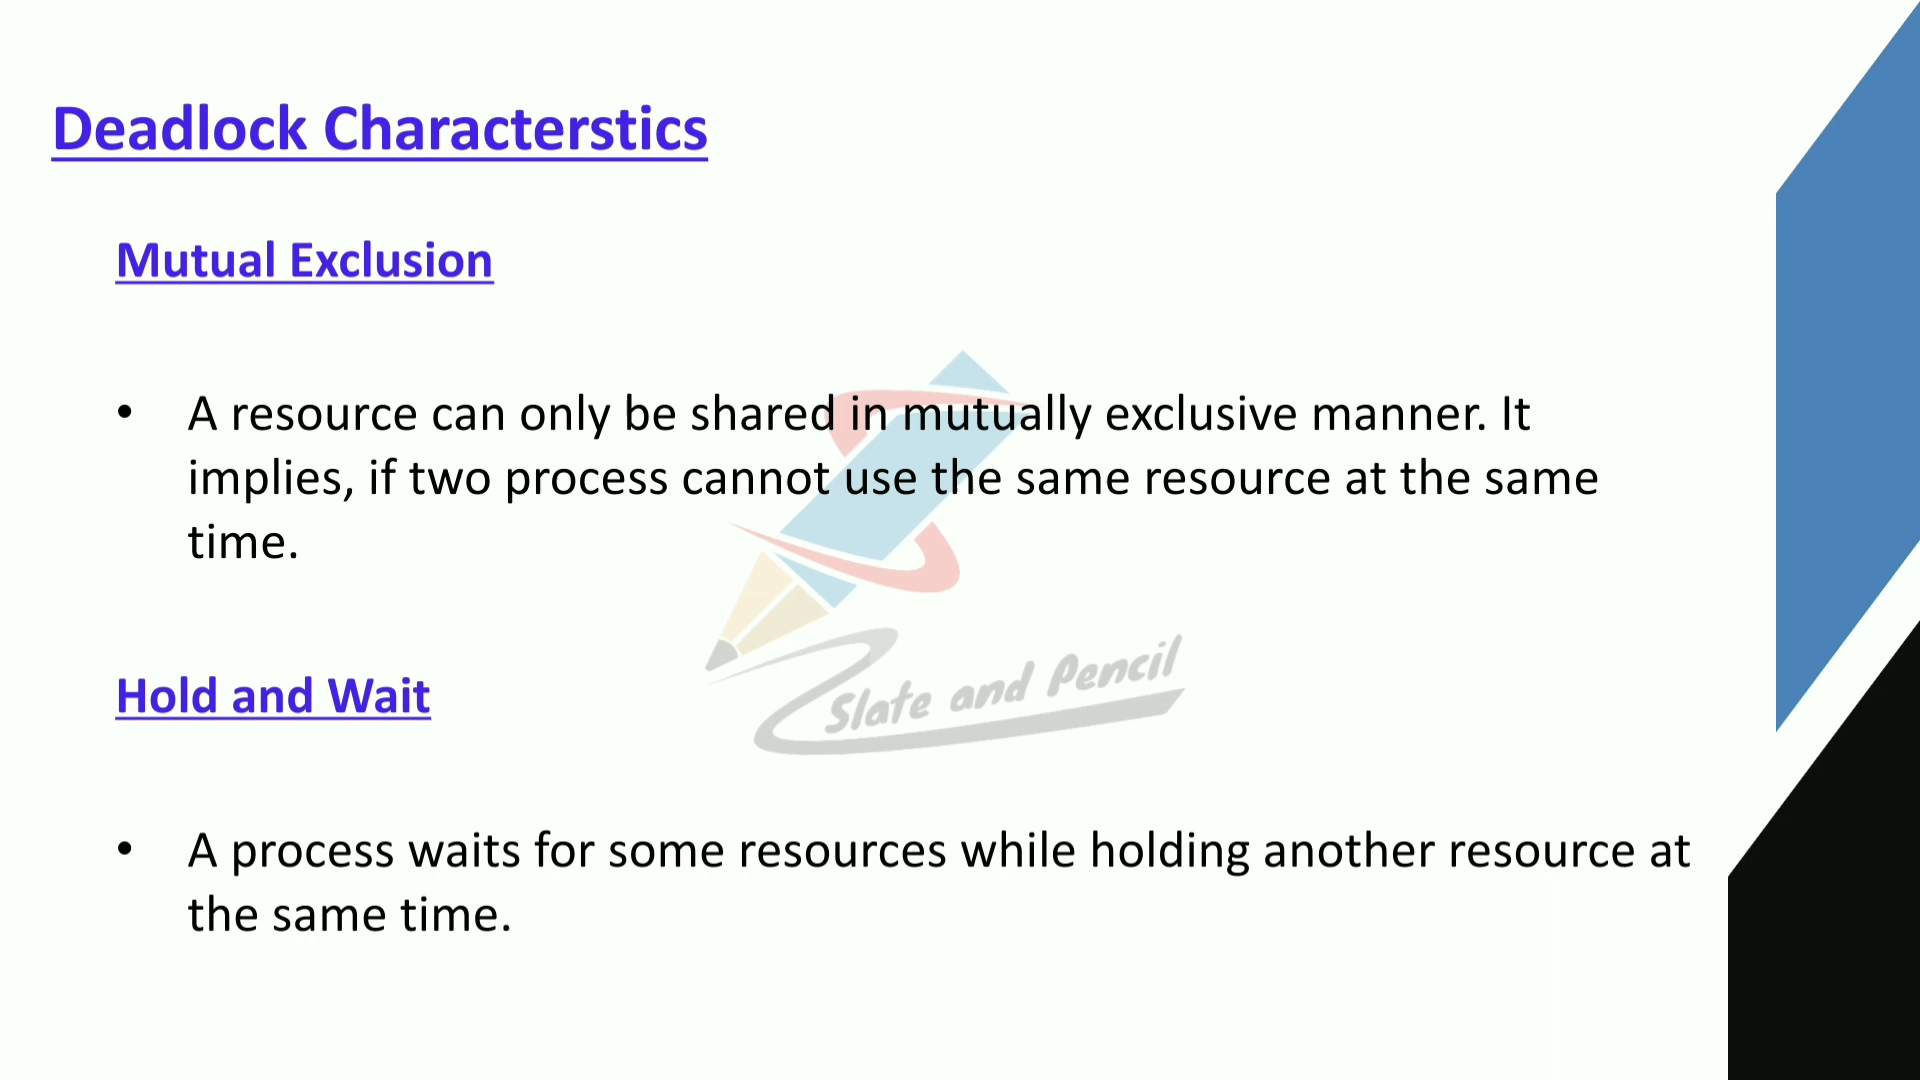 Deadlock Characterstics
Mutual Exclusion
• A resource can only be shared in mutually exclusive manner. It
implies, if two process cannot use the same resource at the same
time.
Slate and Pencil
Hold and Wait
• A process waits for some resources while holding another resource at
the same time.